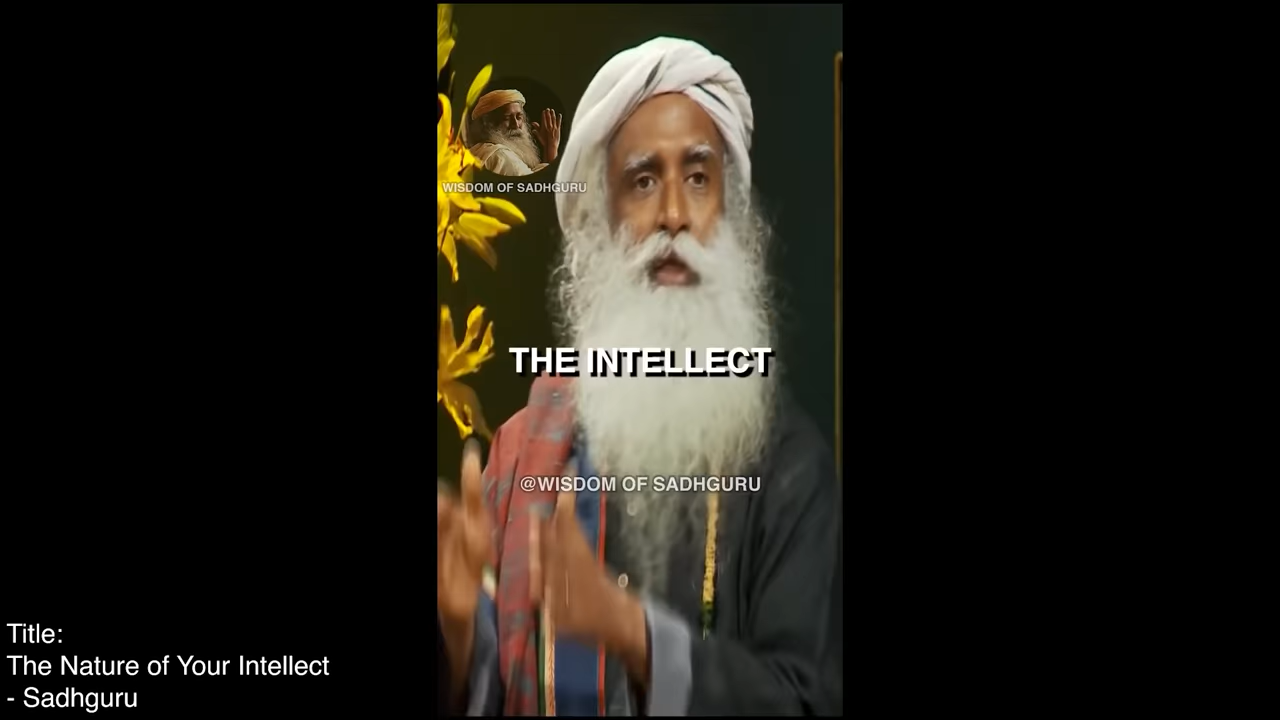 WISDOM OF SADHGURU
THE INTELLECT
@WISDOM OF SADHGURU
Title:
The Nature of Your Intellect
- Sadhguru